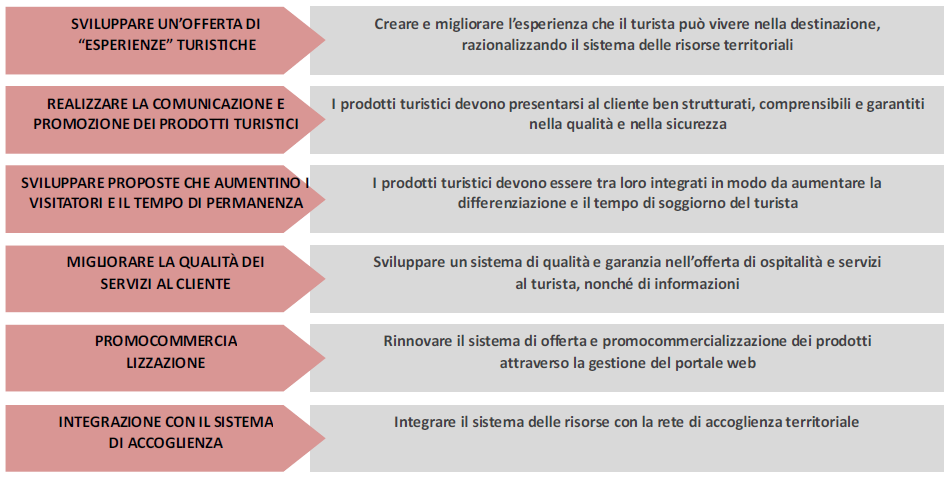 SVILUPPARE UN’OFFERTA DI
“ESPERIENZE” TURISTICHE
Creare e migliorare l’esperienza che il turista può vivere nella destinazione,
razionalizzando il sistema delle risorse territoriali
REALIZZARE LA COMUNICAZIONE E
PROMOZIONE DEI PRODOTTI TURISTICI
I prodotti turistici devono presentarsi al cliente ben strutturati, comprensibili e garantiti
nella qualità e nella sicurezza
SVILUPPARE PROPOSTE CHE AUMENTINO I
VISITATORI E IL TEMPO DI PERMANENZA
I prodotti turistici devono essere tra loro integrati in modo da aumentare la
differenziazione e il tempo di soggiorno del turista
MIGLIORARE LA QUALITÀ DEI
SERVIZI AL CLIENTE
Sviluppare un sistema di qualità e garanzia nell’offerta di ospitalità e servizi
al turista, nonché di informazioni
PROMOCOMMERCIA
LIZZAZIONE
Rinnovare il sistema di offerta e promocommercializzazione dei prodotti
attraverso la gestione del portale web
INTEGRAZIONE CON IL SISTEMA
DI ACCOGLIENZA
Integrare il sistema delle risorse con la rete di accoglienza territoriale